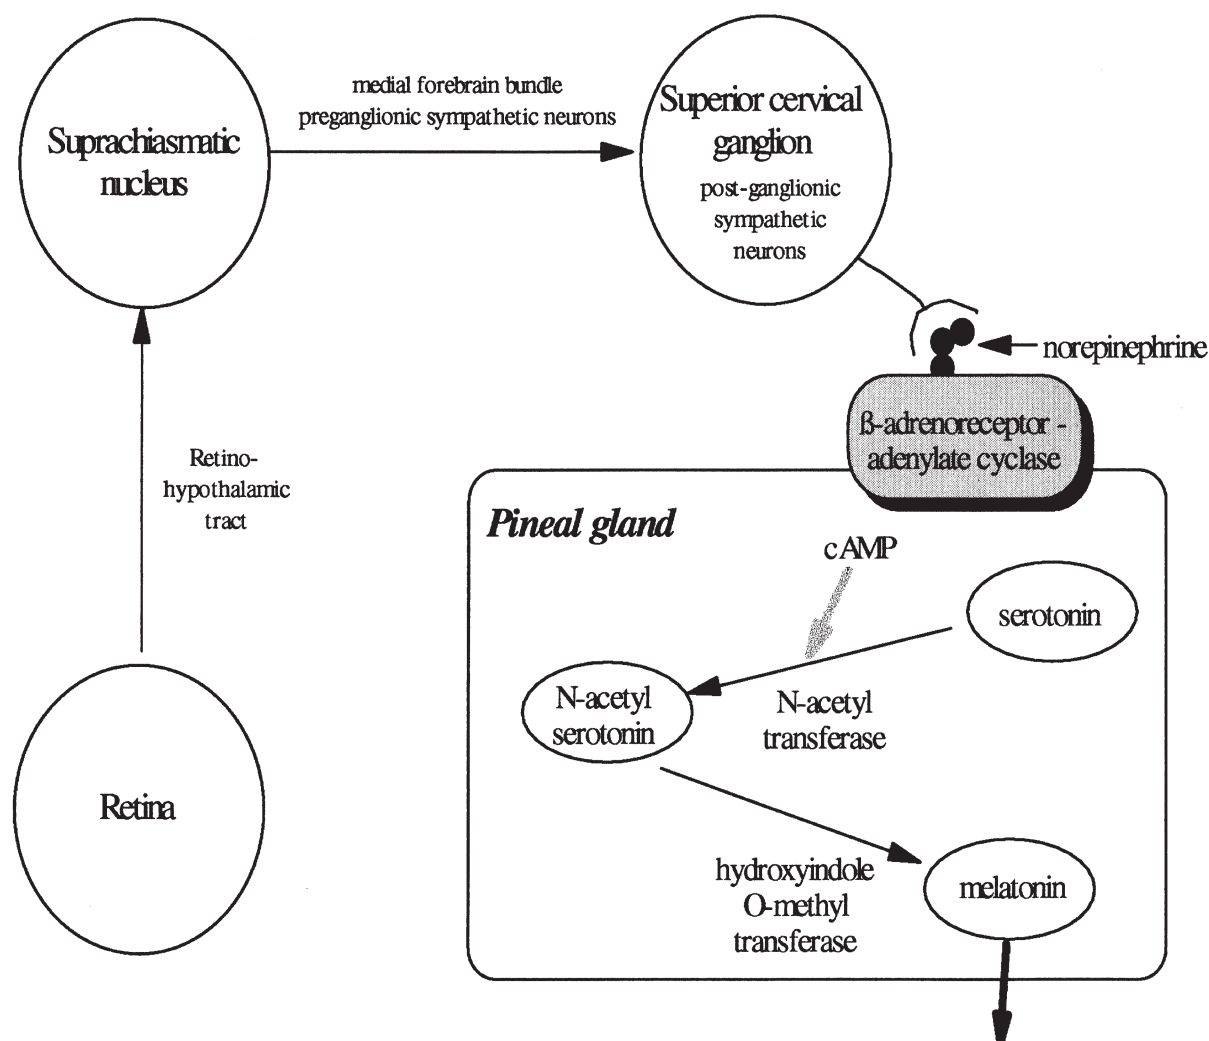 medial forebrain bundle
preganglionic sympathetic neurons
Suprachiasmatic
nucleus
Superior cervical
ganglion
post-ganglionic
sympathetic
neurons
norepinephrine
ß-adrenoreceptor -
adenylate cyclase
Retino-
hypothalamic
tract
Pineal gland
cAMP
serotonin
N-acetyl
serotonin
N-acetyl
transferase
Retina
hydroxyindole
O-methyl
transferase
melatonin